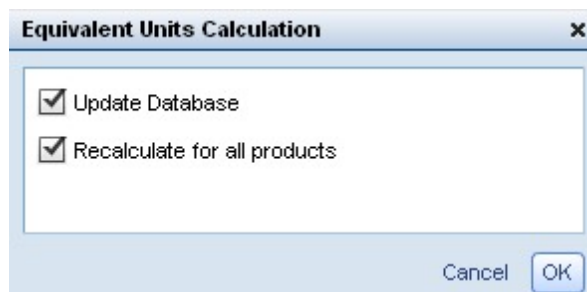 Equivalent Units Calculation
Update Database
Recalculate for all products
Cancel OK